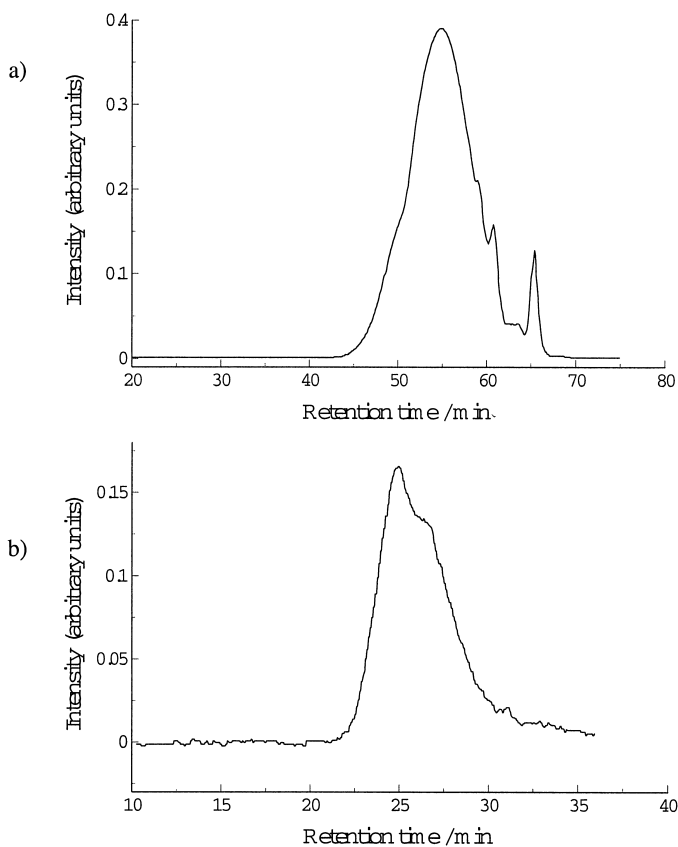 a)
Intensity (arbitrary units)
0.4
0.3
0.2
0.1
0
20 30 40 50 60 70 80
Retention time /min
b)
Intensity (arbitrary units)
0.15
0.1
0.05
0
10 15 20 25 30 35 40
Retention time /min